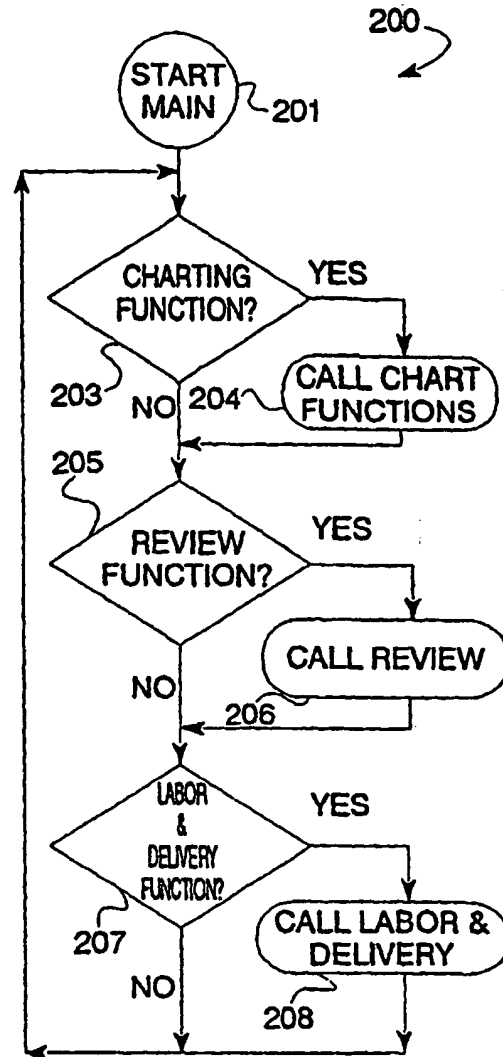 200
START
MAIN
201
CHARTING
FUNCTION?
YES
203
NO
204
CALL CHART
FUNCTIONS
205
REVIEW
FUNCTION?
YES
CALL REVIEW
NO
206
LABOR
&
DELIVERY
FUNCTION?
YES
207
CALL LABOR &
DELIVERY
NO
208